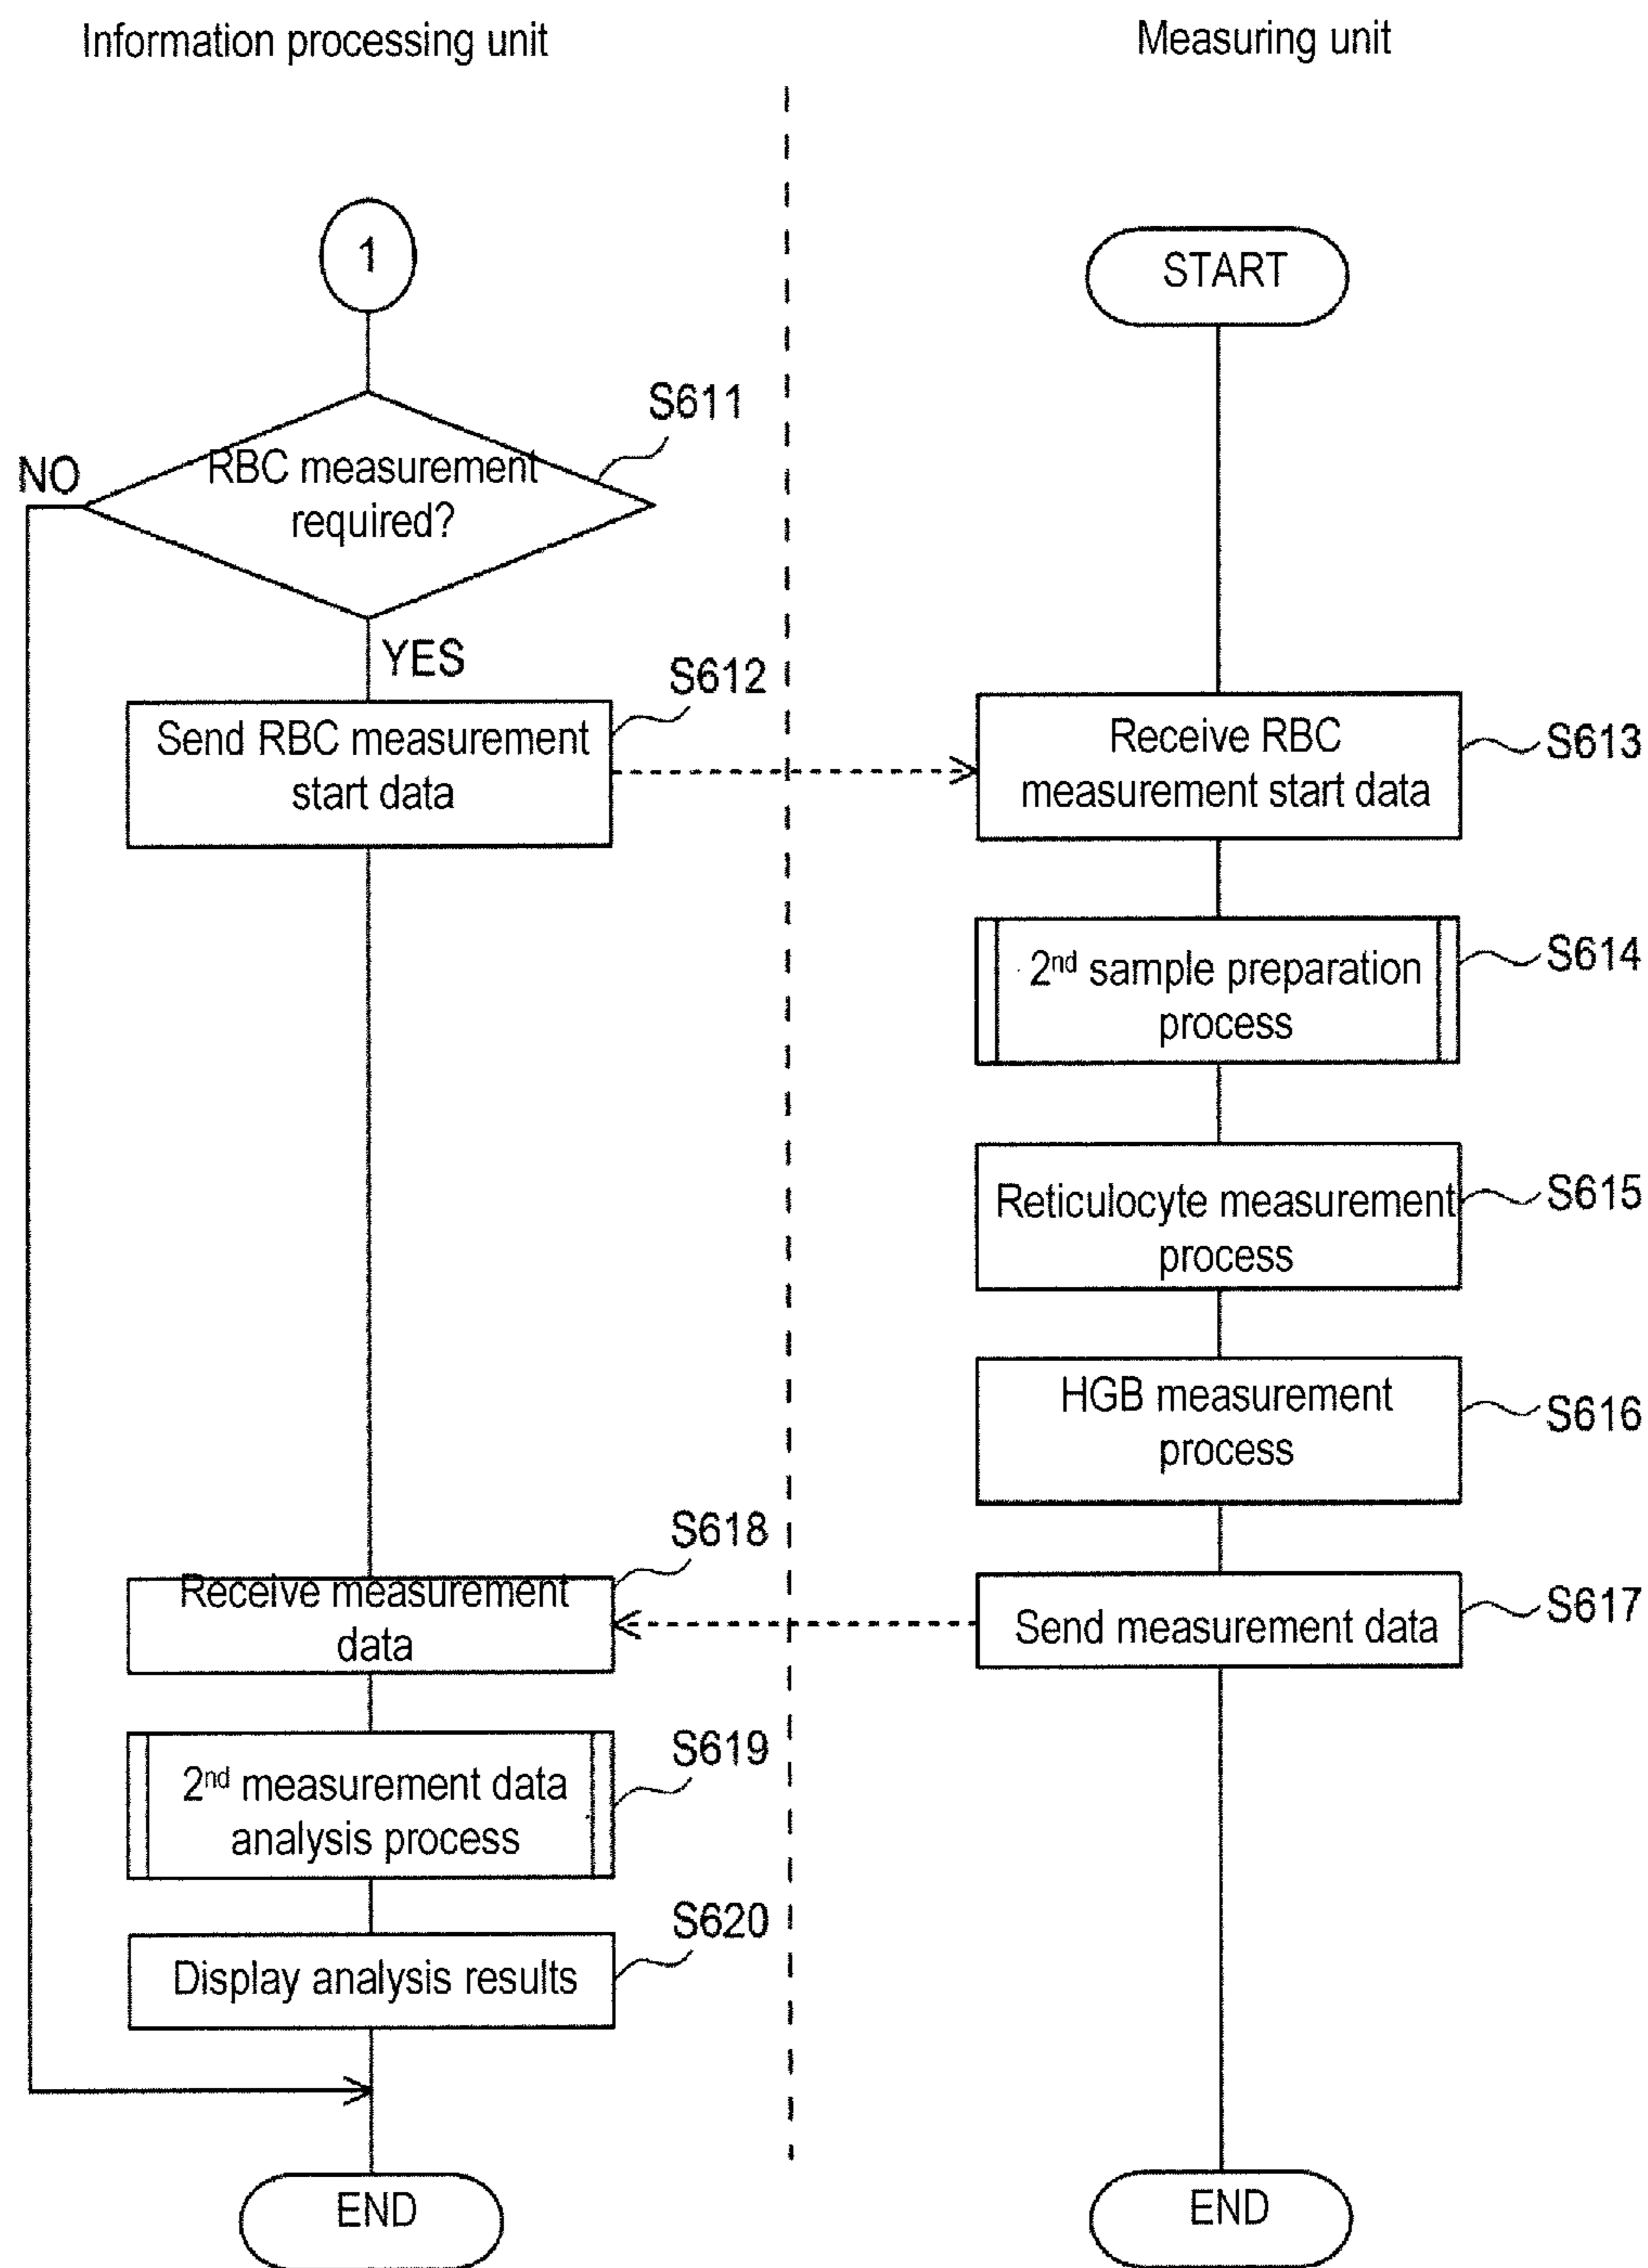 Information processing unit
Measuring unit
1
START
S611
NO
RBC measurement
required?
YES
S612
Send RBC measurement
start data
Receive RBC
measurement start data
S613
2nd sample preparation
process
S614
Reticulocyte measurement
process
S615
HGB measurement
process
S616
S618
Receive measurement
data
Send measurement data
S617
2nd measurement data
analysis process
S619
S620
Display analysis results
END
END